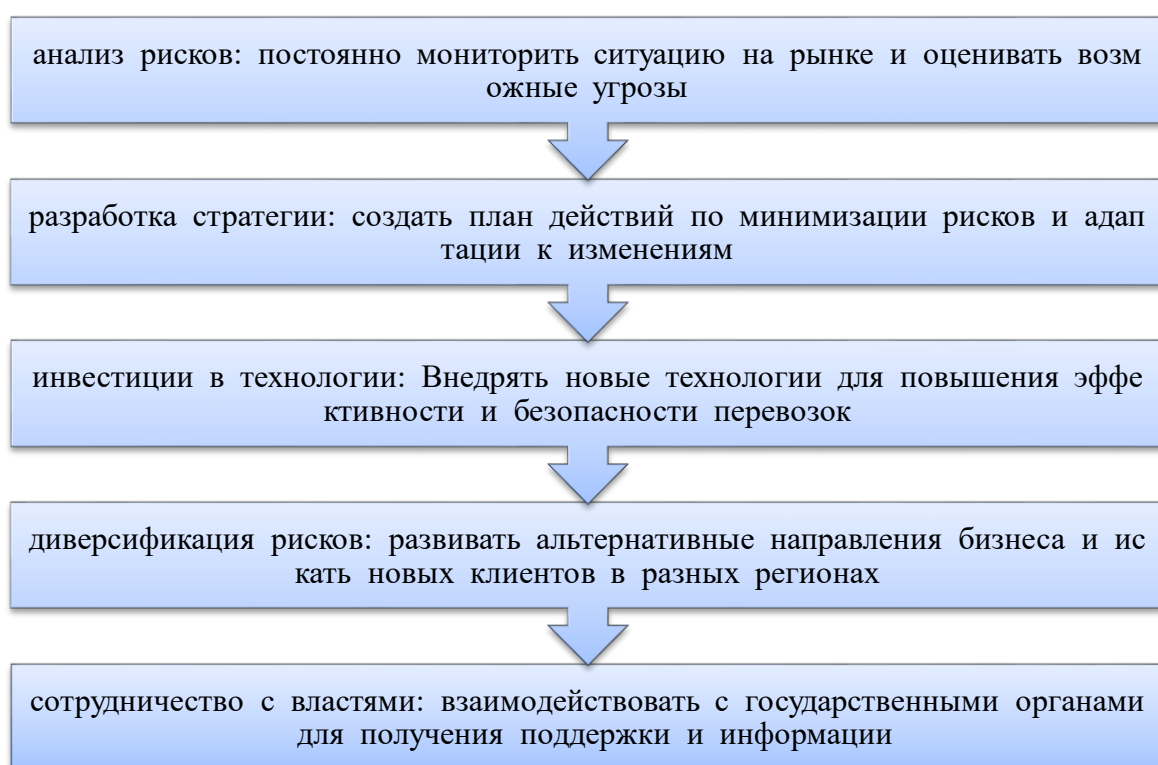 анализ рисков: постоянно мониторить ситуацию на рынке и оценивать возм
ожные угрозы
разработка стратегии: создать план действий по минимизации рисков и адап
тации к изменениям
инвестиции в технологии: Внедрять новые технологии для повышения эффе
ктивности и безопасности перевозок
диверсификация рисков: развивать альтернативные направления бизнеса и ис
кать новых клиентов в разных регионах
сотрудничество с властями: взаимодействовать с государственными органами
для получения поддержки и информации